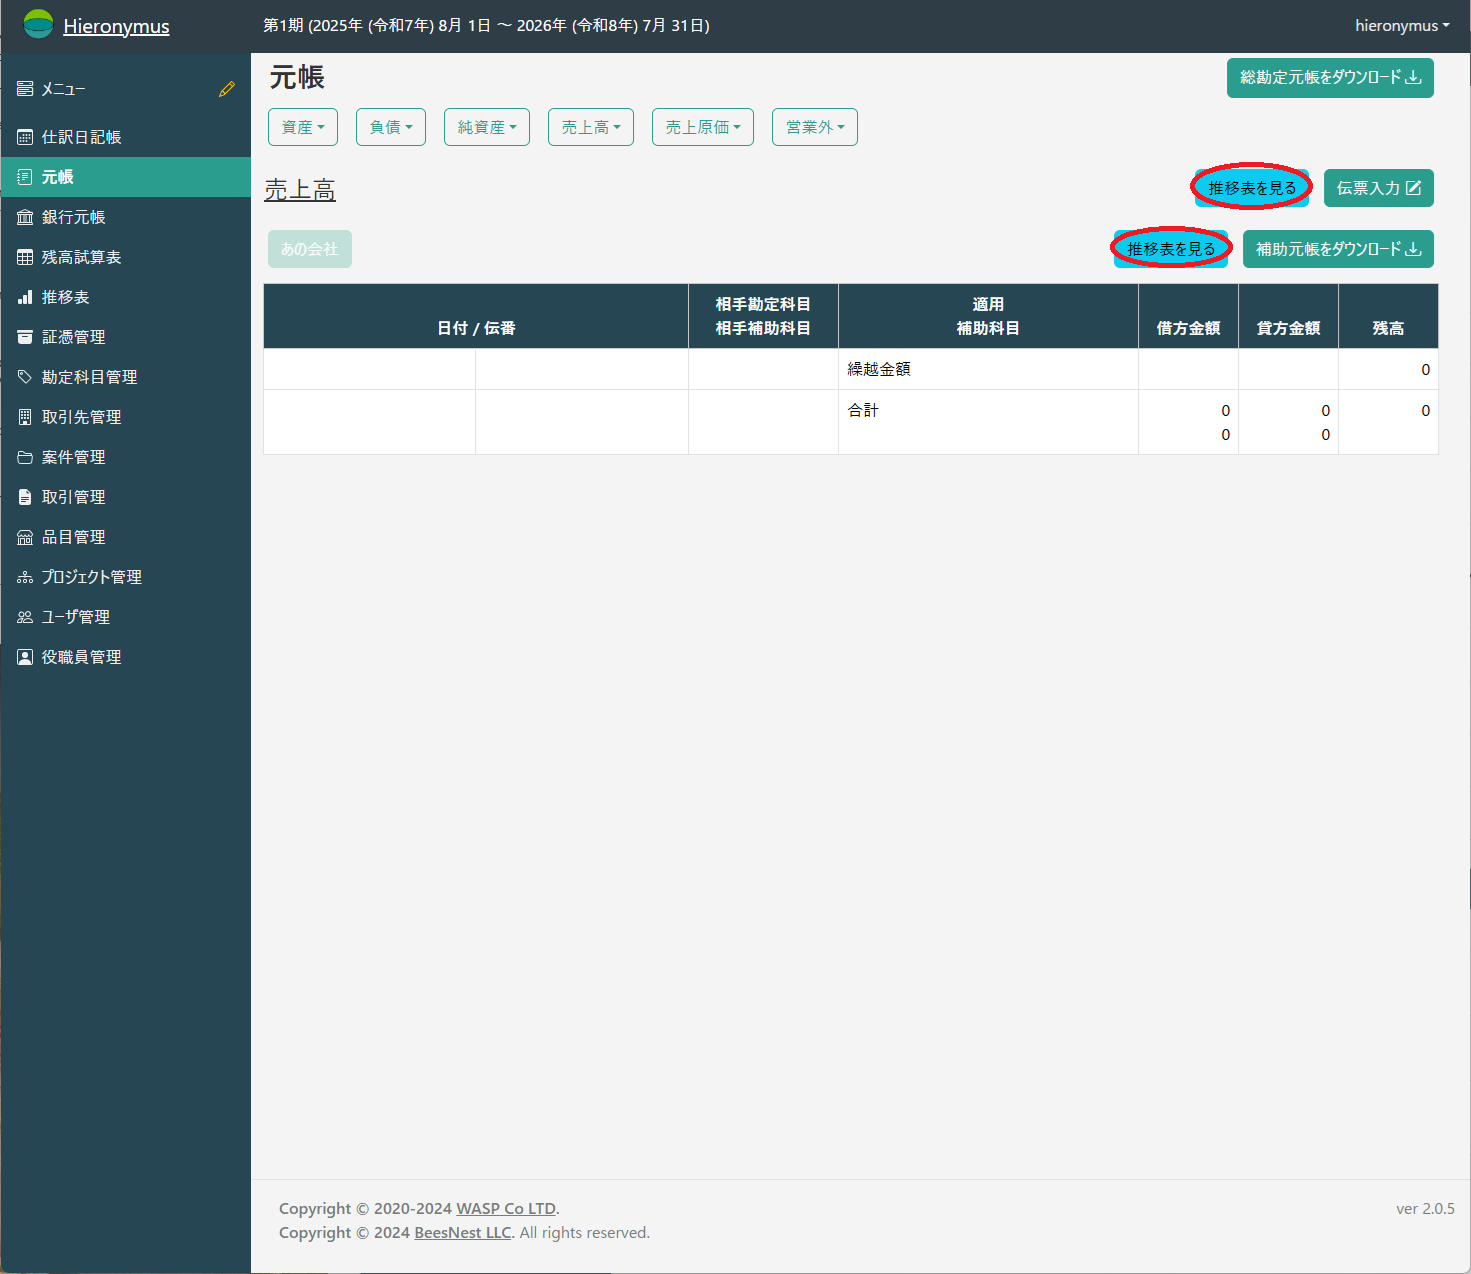 Hieronymus
第1期 (2025年 (令和7年) 8月 1日 ～ 2026年 (令和8年) 7月 31日)
hieronymus
メニュー
仕訳日記帳
元帳
銀行元帳
残高試算表
推移表
証憑管理
勘定科目管理
取引先管理
案件管理
取引管理
品目管理
プロジェクト管理
ユーザ管理
役職員管理
元帳
総勘定元帳をダウンロード
資産
負債
純資産
売上高
売上原価
営業外
売上高
推移表を見る
伝票入力
あの会社
推移表を見る
補助元帳をダウンロード
日付 / 伝番
相手勘定科目
相手補助科目
適用
補助科目
借方金額
貸方金額
残高
繰越金額 0
合計 0 0 0
0 0
Copyright © 2020-2024 WASP Co LTD.
Copyright © 2024 BeesNest LLC. All rights reserved.
ver 2.0.5